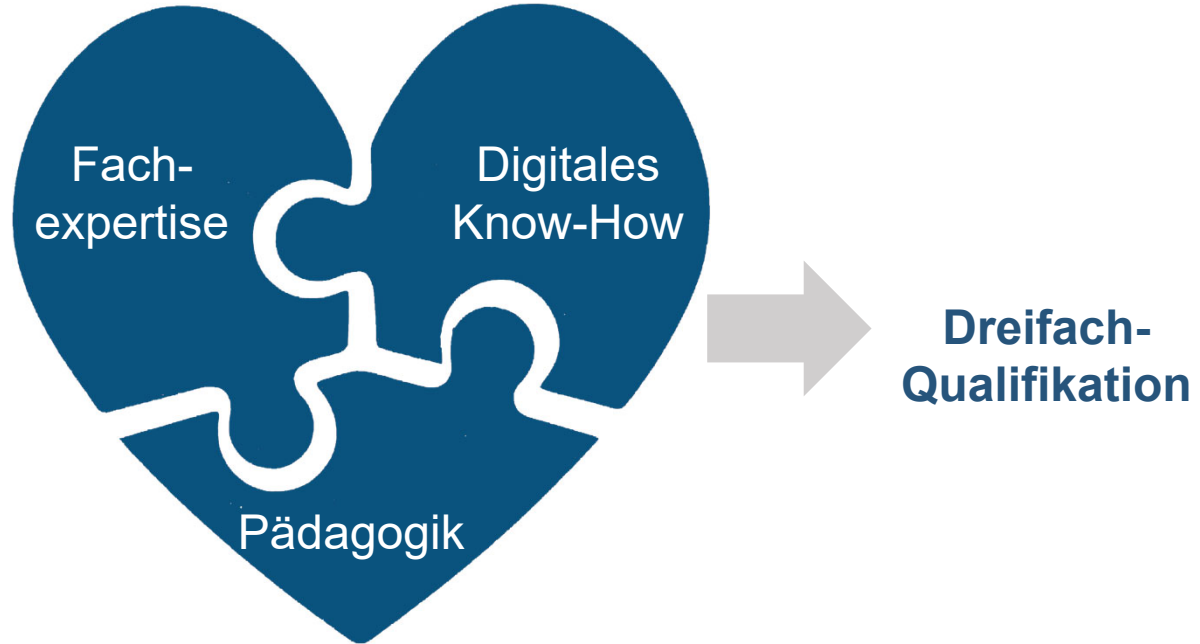 Fach-
expertise
Digitales
Know-How
Pädagogik
Dreifach-
Qualifikation